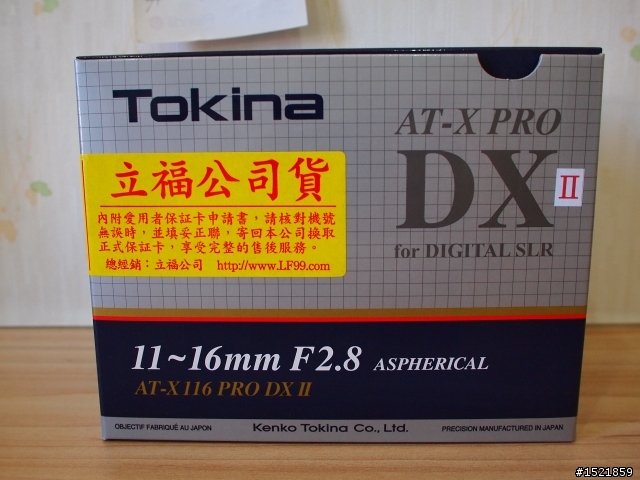 Tokina
AT-X PRO
DX II
for DIGITAL SLR
立福公司貨
內附愛用者保証卡申請書，請核對機號
無誤時，並填妥正聯，寄回本公司換取
正式保証卡，享受完整的售後服務。
總經銷：立福公司 http://www.LF99.com
11~16mm F2.8 ASPHERICAL
AT-X 116 PRO DX II
OBJECTIF FABRIQUÉ AU JAPON
Kenko Tokina Co., Ltd.
PRECISION MANUFACTURED IN JAPAN
#1521859